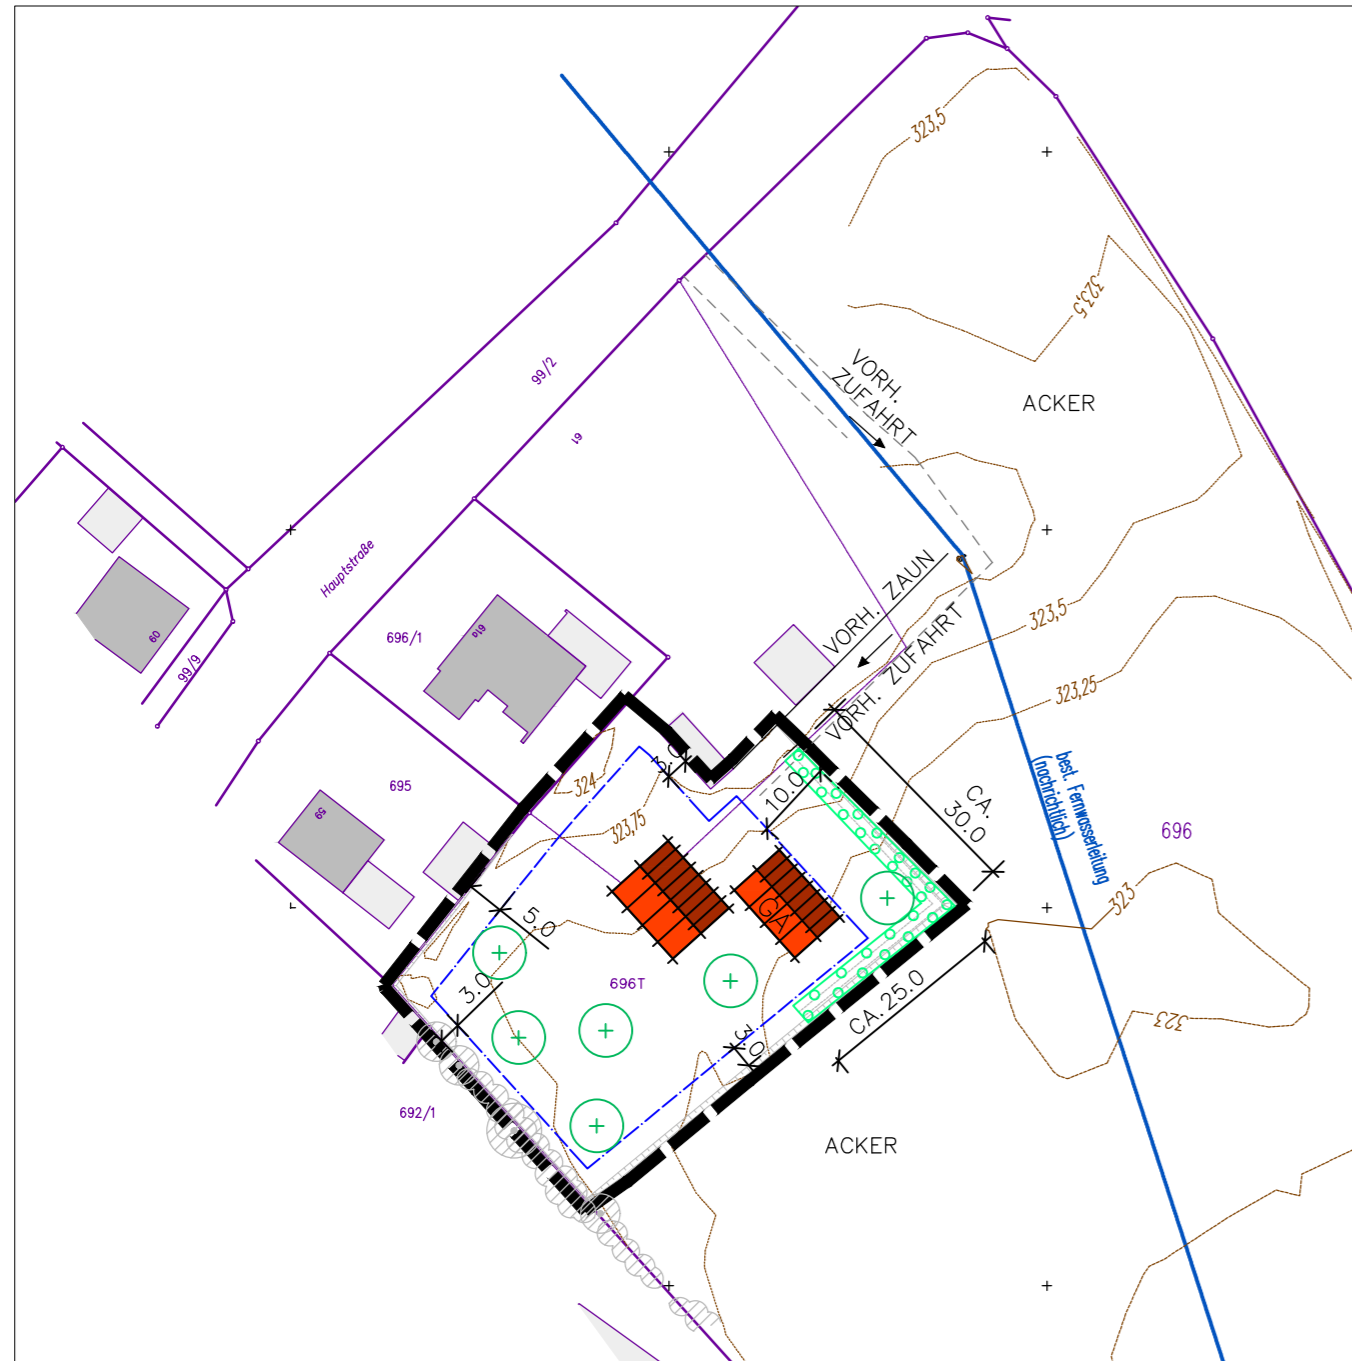 323,5
323,5
VORH.
ZUFAHRT
ACKER
99/2
61
Hauptstraße
696/1
61a
60
99/9
VORH. ZAUN
VORH. ZUFAHRT
323,5
323,25
best. Fernwasserleitung
(nachrichtlich)
695
59
324
323,75
10.0
CA.
30.0
696
GA
5.0
3.0
696T
323
CA. 25.0
3.0
323
692/1
ACKER